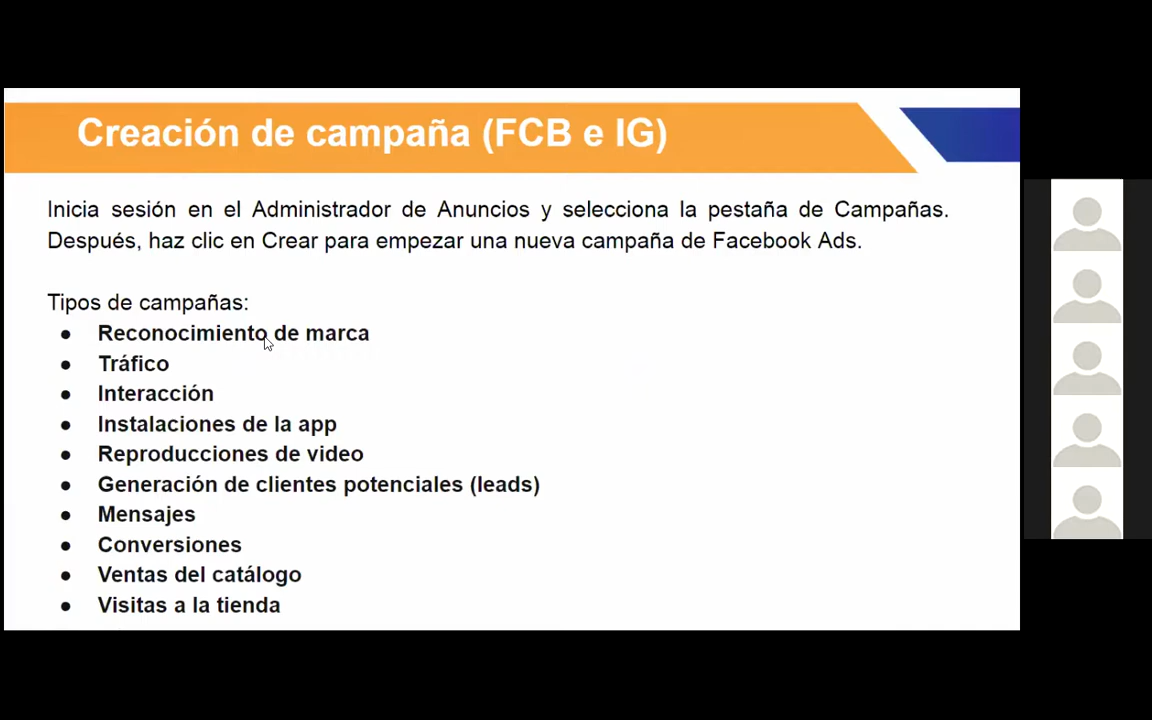 Creación de campaña (FCB e IG)
Inicia sesión en el Administrador de Anuncios y selecciona la pestaña de Campañas.
Después, haz clic en Crear para empezar una nueva campaña de Facebook Ads.
Tipos de campañas:
● Reconocimiento de marca
● Tráfico
● Interacción
● Instalaciones de la app
● Reproducciones de video
● Generación de clientes potenciales (leads)
● Mensajes
● Conversiones
● Ventas del catálogo
● Visitas a la tienda